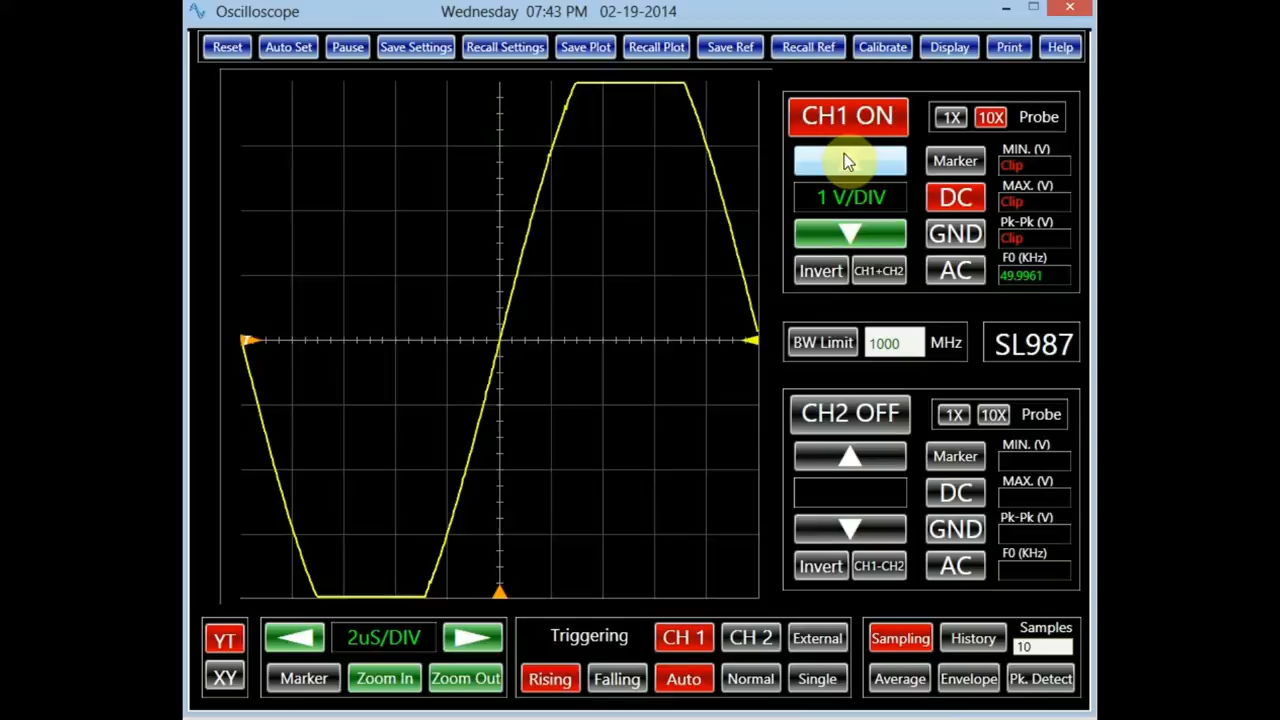 Oscilloscope Wednesday 07:43 PM 02-19-2014
Reset Auto Set Pause Save Settings Recall Settings Save Plot Recall Plot Save Ref Recall Ref Calibrate Display Print Help
CH1 ON
1X 10X Probe
Marker
MIN. (V)
Clip
1 V/DIV
DC
MAX. (V)
Clip
GND
Pk-Pk (V)
Clip
Invert CH1+CH2
AC
F0 (KHz)
49.9961
BW Limit 1000 MHz
SL987
CH2 OFF
1X 10X Probe
Marker
MIN. (V)
DC
MAX. (V)
GND
Pk-Pk (V)
Invert CH1-CH2
AC
F0 (KHz)
YT
XY
2uS/DIV
Marker Zoom In Zoom Out
Triggering CH 1 CH 2 External
Rising Falling Auto Normal Single
Sampling History
Samples
10
Average Envelope Pk. Detect